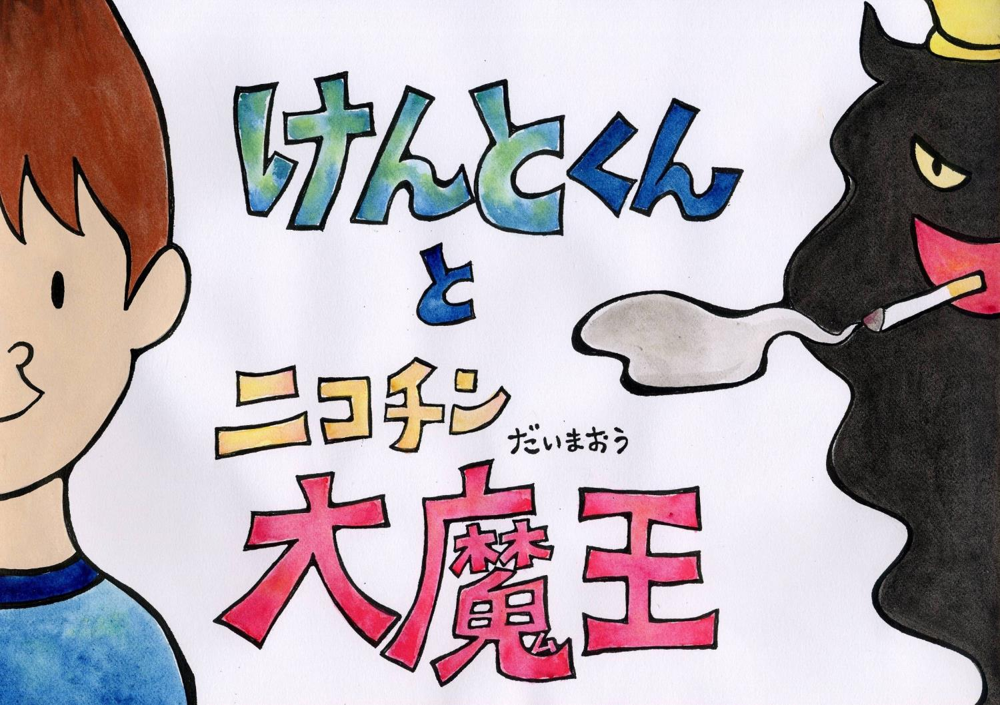 けんとくん
と
ニコチン
だいまおう
大魔王